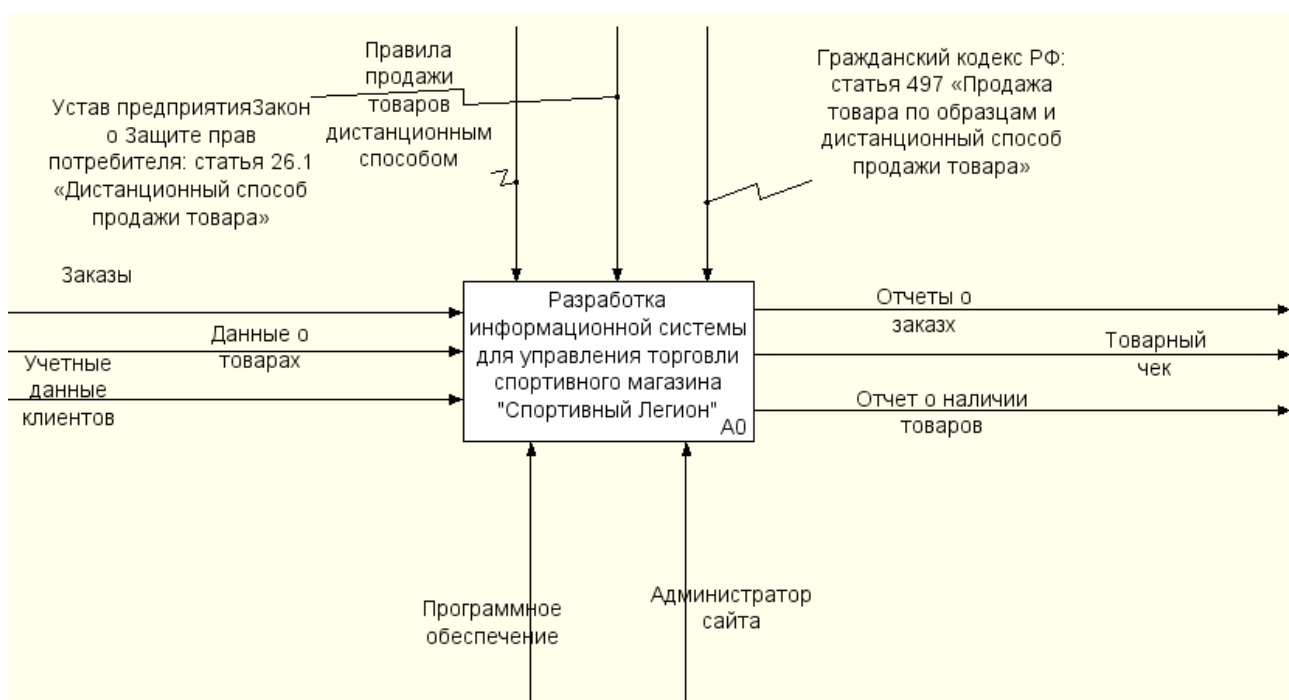 Правила
продажи
товаров
дистанционным
способом
Устав предприятияЗакон
о Защите прав
потребителя: статья 26.1
«Дистанционный способ
продажи товара»
Гражданский кодекс РФ:
статья 497 «Продажа
товара по образцам и
дистанционный способ
продажи товара»
Заказы
Данные о
товарах
Учетные
данные
клиентов
Разработка
информационной системы
для управления торговли
спортивного магазина
"Спортивный Легион"
A0
Отчеты о
заказх
Товарный
чек
Отчет о наличии
товаров
Программное
обеспечение
Администратор
сайта